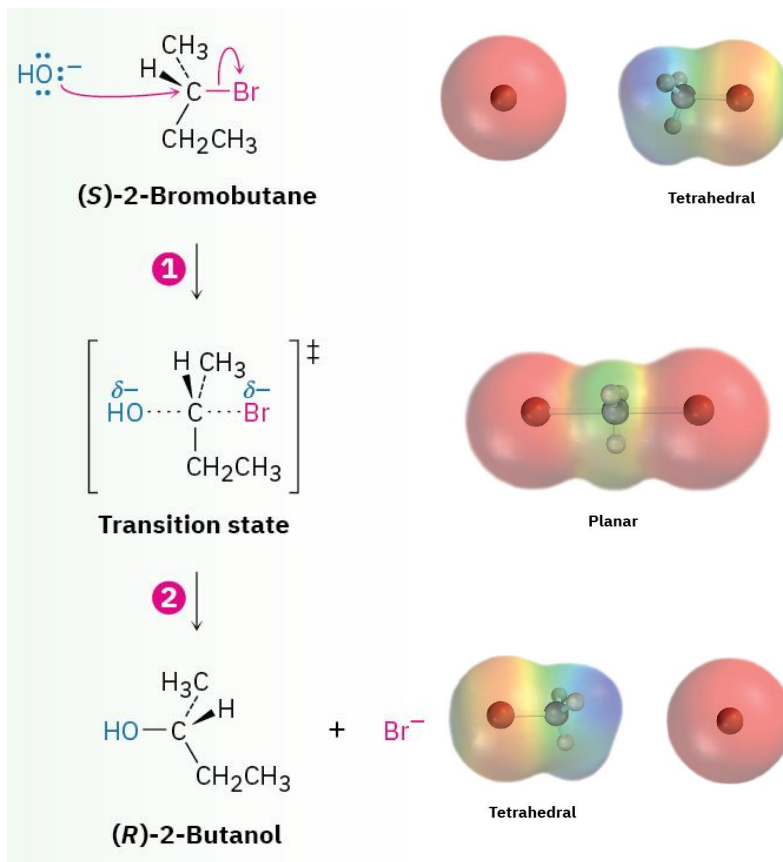 CH3
HO:−
H
C—Br
CH2CH3
(S)-2-Bromobutane
Tetrahedral
1
‡
H CH3
δ− δ−
HO·····C····Br
CH2CH3
Transition state
Planar
2
H3C
H
HO—C
+ Br−
CH2CH3
Tetrahedral
(R)-2-Butanol